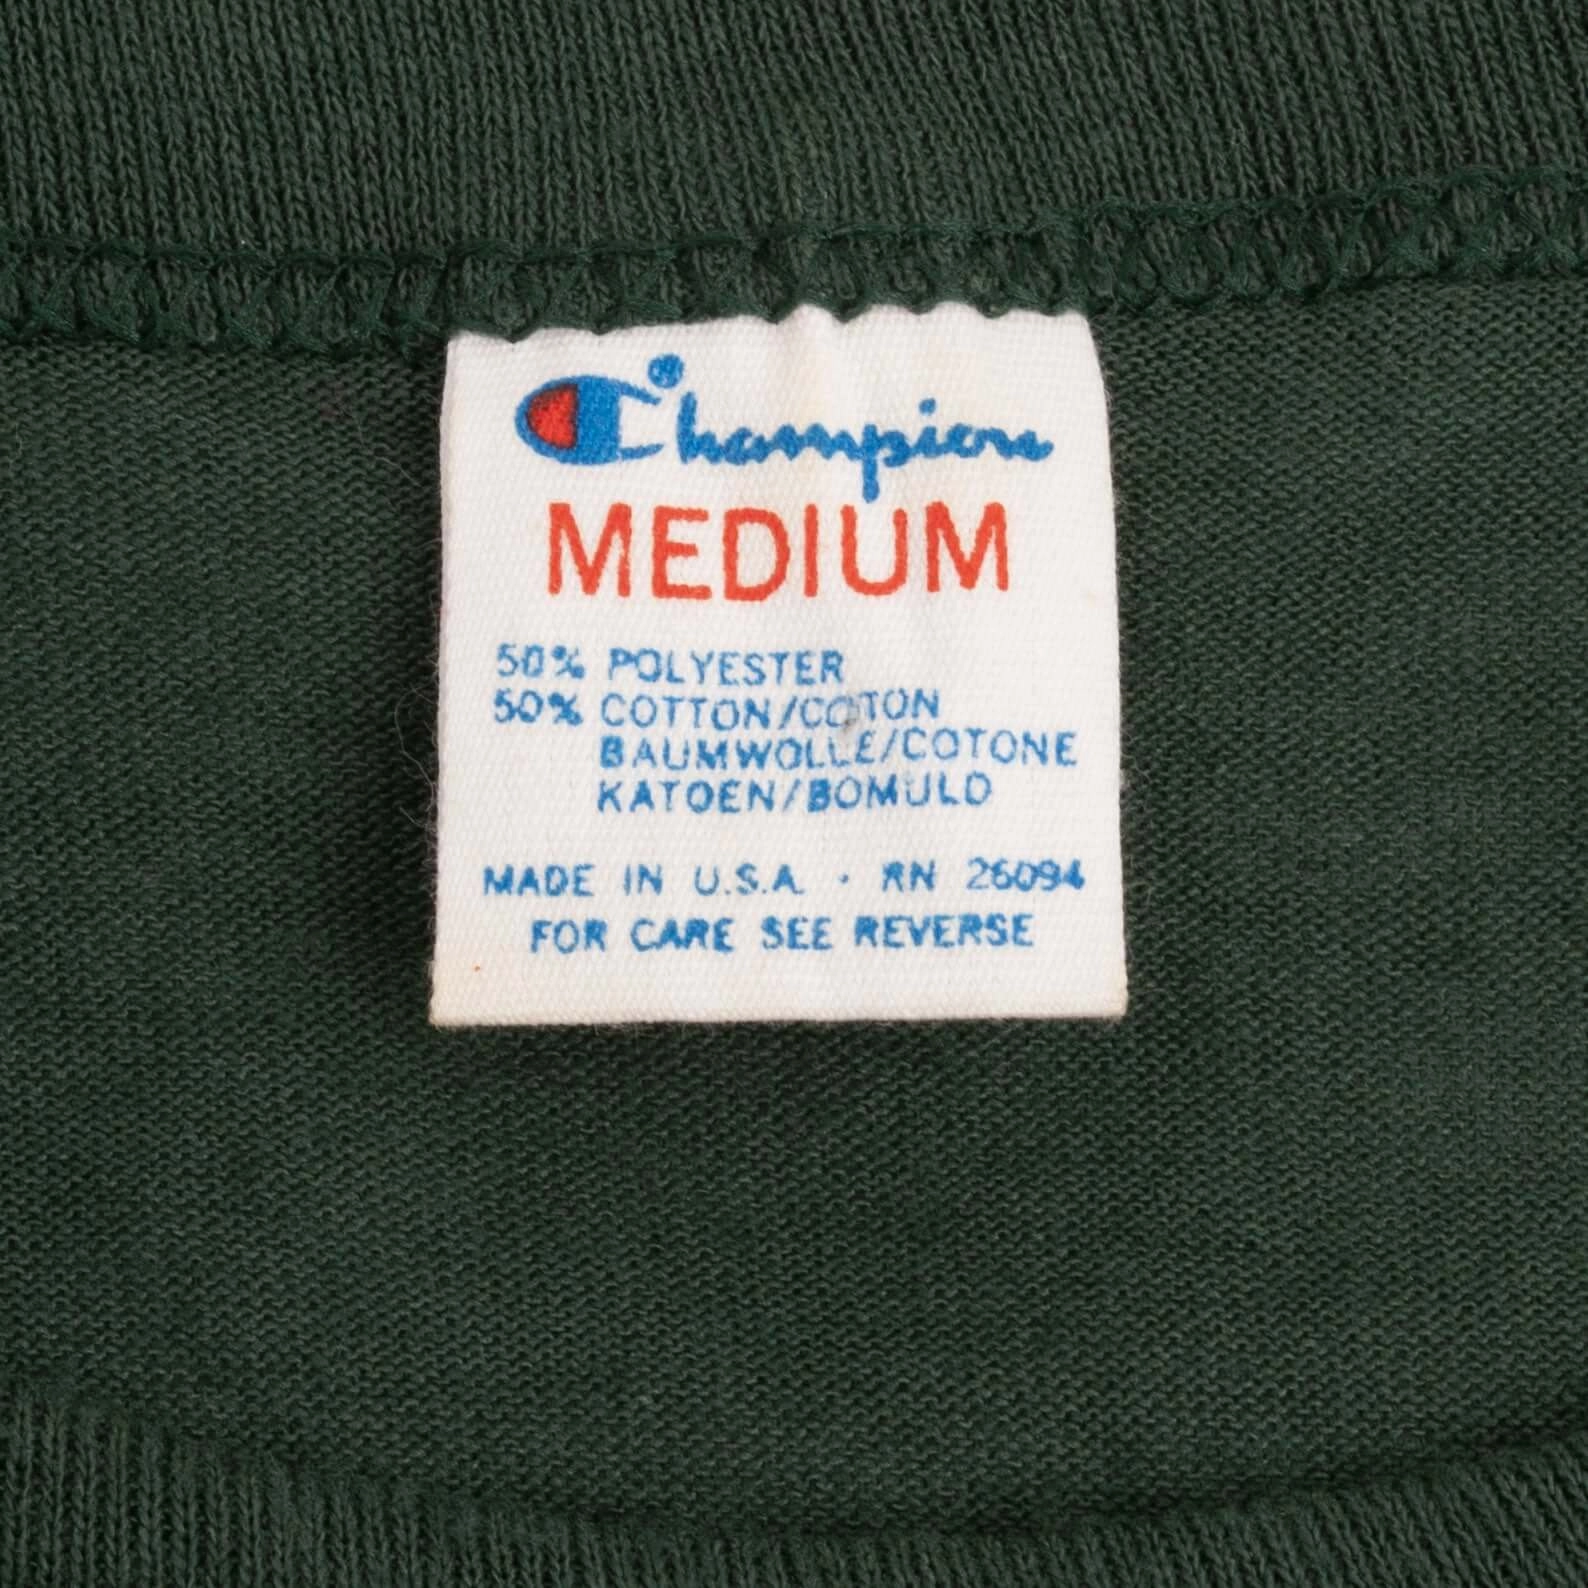 Champion®
MEDIUM
50% POLYESTER
50% COTTON/COTON
BAUMWOLLE/COTONE
KATOEN/BOMULD
MADE IN U.S.A. · RN 26094
FOR CARE SEE REVERSE